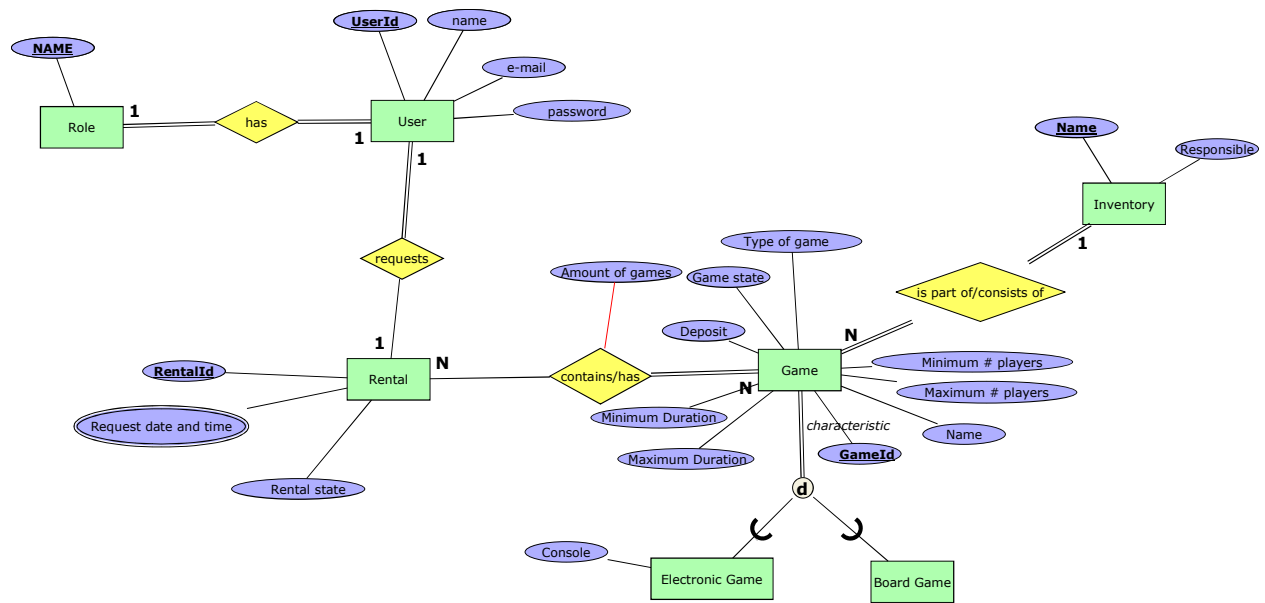 UserId
name
NAME
e-mail
password
1
Role
has
User
1
1
Name
Responsible
Inventory
1
requests
Type of game
Amount of games
Game state
is part of/consists of
Deposit
N
1
N
RentalId
Rental
contains/has
Game
Minimum # players
Maximum # players
N
Minimum Duration
Request date and time
characteristic
Name
Maximum Duration
GameId
Rental state
d
Console
Electronic Game
Board Game